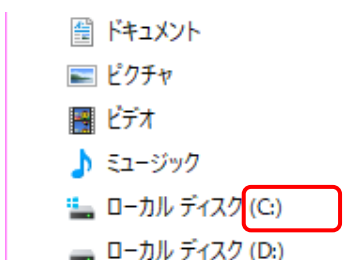 ドキュメント
ピクチャ
ビデオ
ミュージック
ローカル ディスク (C:)
ローカル ディスク (D:)